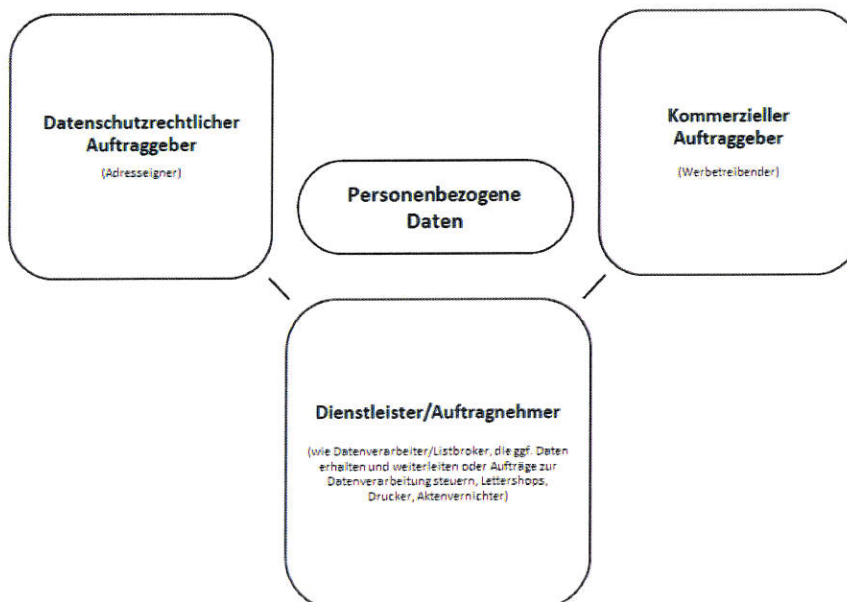 Datenschutzrechtlicher
Auftraggeber
(Adresseigner)
Kommerzieller
Auftraggeber
(Werbetreibender)
Personenbezogene
Daten
Dienstleister/Auftragnehmer
(wie Datenverarbeiter/Listbroker, die ggf. Daten
erhalten und weiterleiten oder Aufträge zur
Datenverarbeitung steuern, Lettershops,
Drucker, Aktenvernichter)